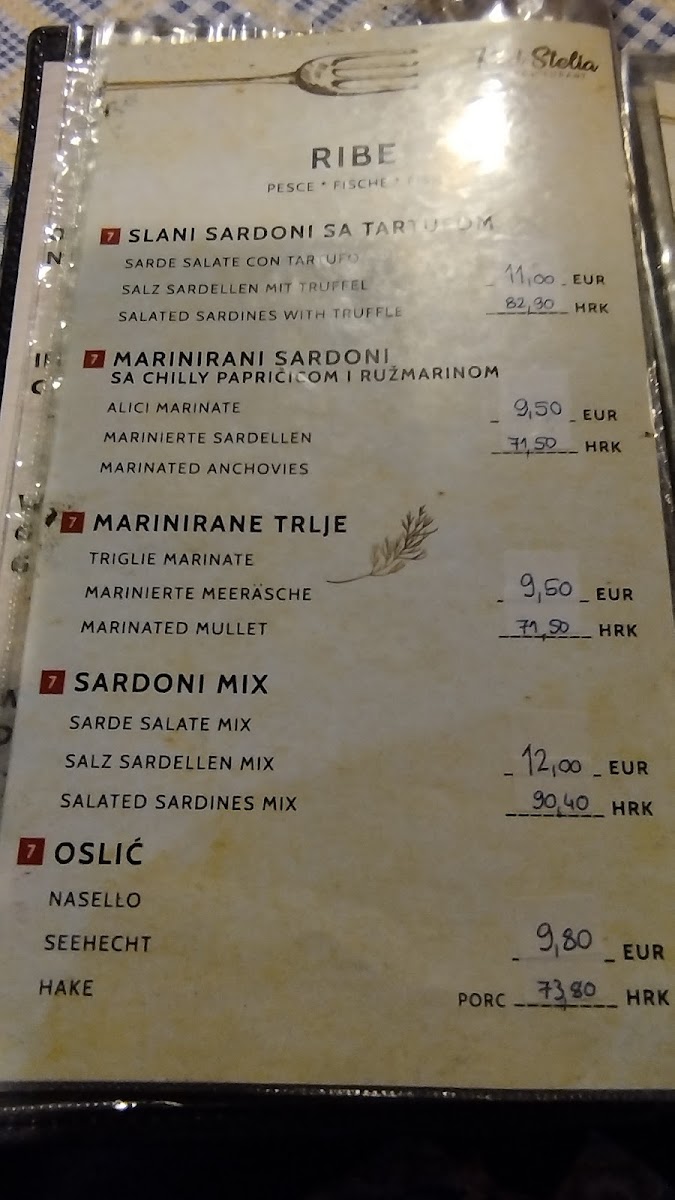 Stelia
RIBE
PESCE * FISCHE *
7 SLANI SARDONI SA TARTUFOM
SARDE SALATE CON TARTUFO
SALZ SARDELLEN MIT TRUFFEL
SALATED SARDINES WITH TRUFFLE
11,00 EUR
82,90 HRK
7 MARINIRANI SARDONI
SA CHILLY PAPRIČICOM I RUŽMARINOM
ALICI MARINATE
MARINIERTE SARDELLEN
MARINATED ANCHOVIES
9,50 EUR
71,50 HRK
7 MARINIRANE TRLJE
TRIGLIE MARINATE
MARINIERTE MEERÄSCHE
MARINATED MULLET
9,50 EUR
71,50 HRK
7 SARDONI MIX
SARDE SALATE MIX
SALZ SARDELLEN MIX
SALATED SARDINES MIX
12,00 EUR
90,40 HRK
7 OSLIĆ
NASELLO
SEEHECHT
HAKE
9,80 EUR
PORC 73,80 HRK